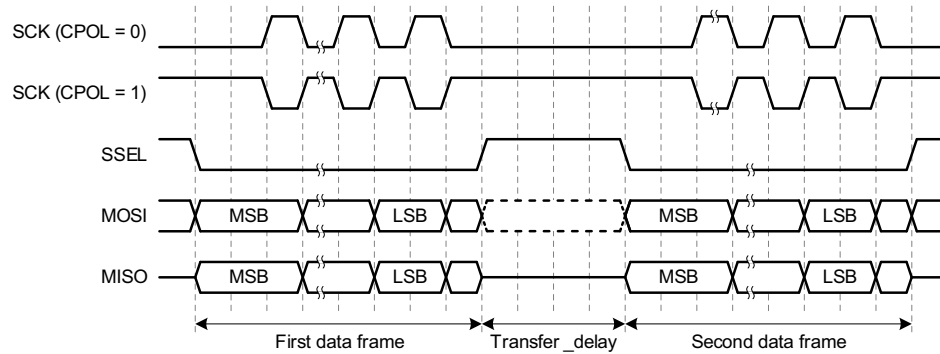 SCK (CPOL = 0)
SCK (CPOL = 1)
SSEL
MOSI MSB LSB MSB LSB
MISO MSB LSB MSB LSB
First data frame Transfer _delay Second data frame